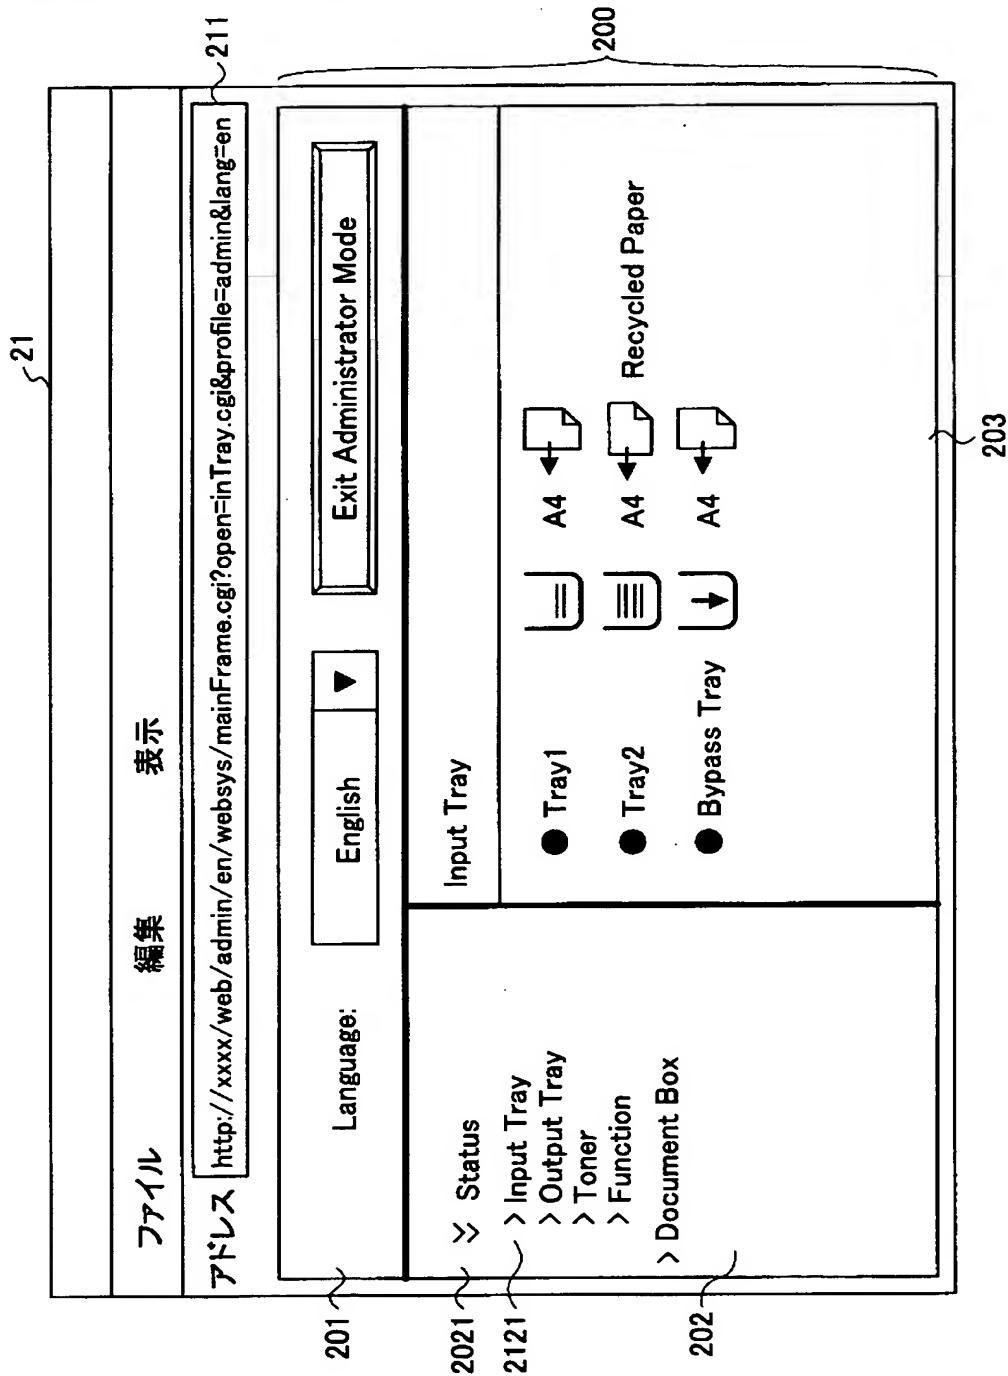 21
ファイル 編集 表示
アドレス http://xxxx/web/admin/en/websys/mainFrame.cgi?open=inTray.cgi&profile=admin&lang=en
211
200
201
Language: English ▼ Exit Administrator Mode
2021
Status
2121
> Input Tray
> Output Tray
> Toner
> Function
> Document Box
202
Input Tray
● Tray1 A4
● Tray2 A4 Recycled Paper
● Bypass Tray A4
203